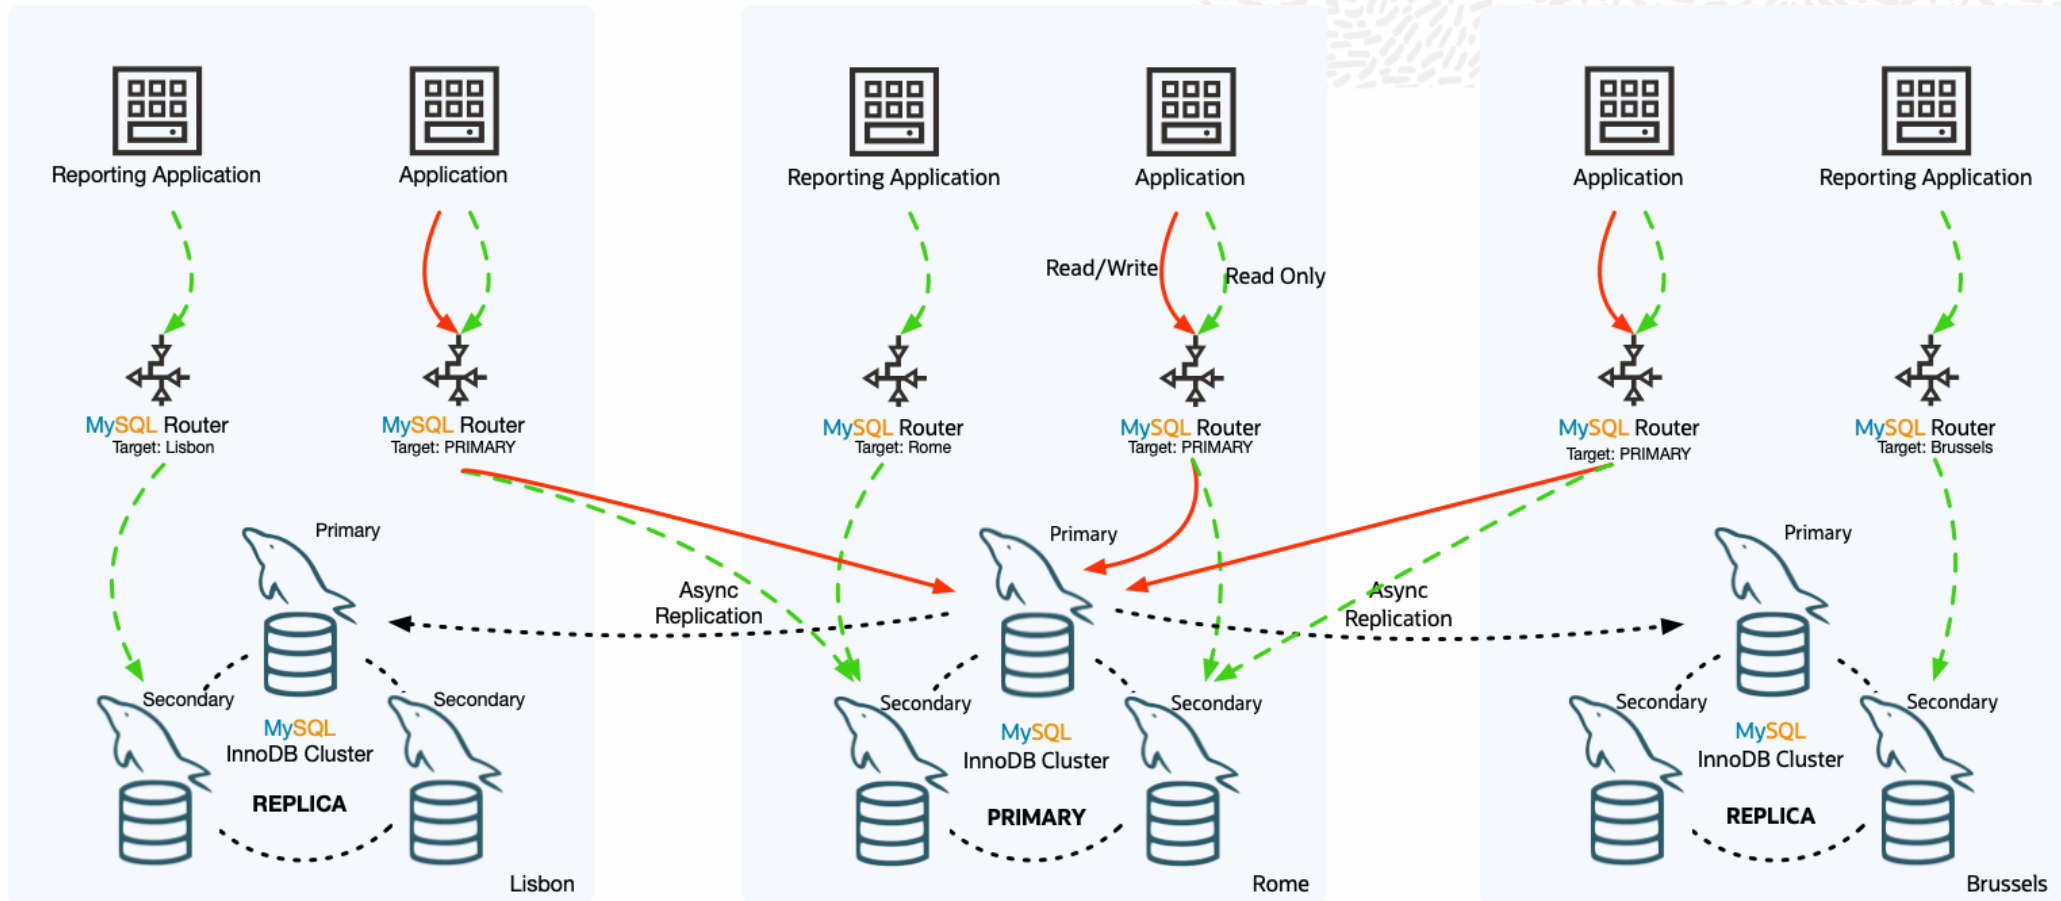 Reporting Application
Application
Reporting Application
Application
Application
Reporting Application
Read/Write
Read Only
MySQL Router
Target: Lisbon
MySQL Router
Target: PRIMARY
MySQL Router
Target: Rome
MySQL Router
Target: PRIMARY
MySQL Router
Target: PRIMARY
MySQL Router
Target: Brussels
Primary
Primary
Primary
Async
Replication
Async
Replication
Secondary
Secondary
Secondary
Secondary
Secondary
Secondary
MySQL
InnoDB Cluster
REPLICA
MySQL
InnoDB Cluster
PRIMARY
MySQL
InnoDB Cluster
REPLICA
Lisbon
Rome
Brussels